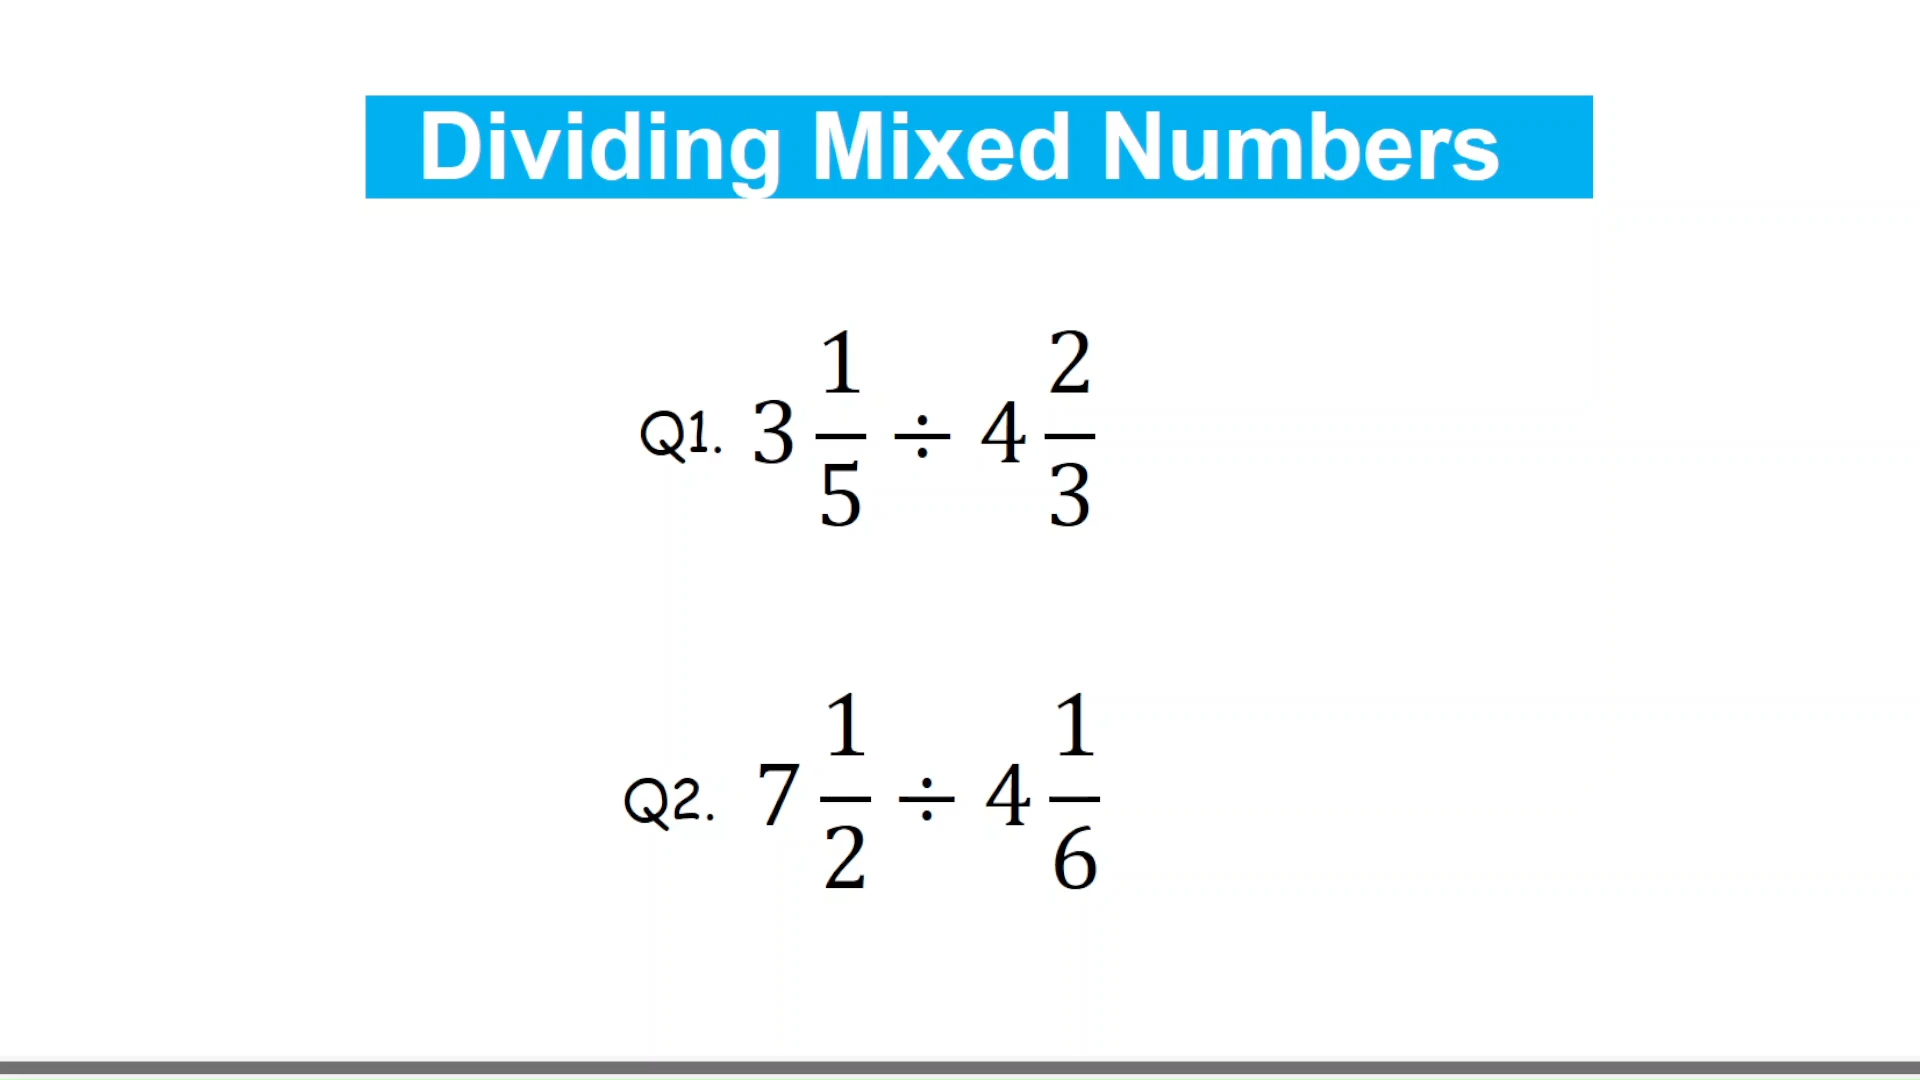 Dividing Mixed Numbers
Q1. 3 1/5 ÷ 4 2/3
Q2. 7 1/2 ÷ 4 1/6